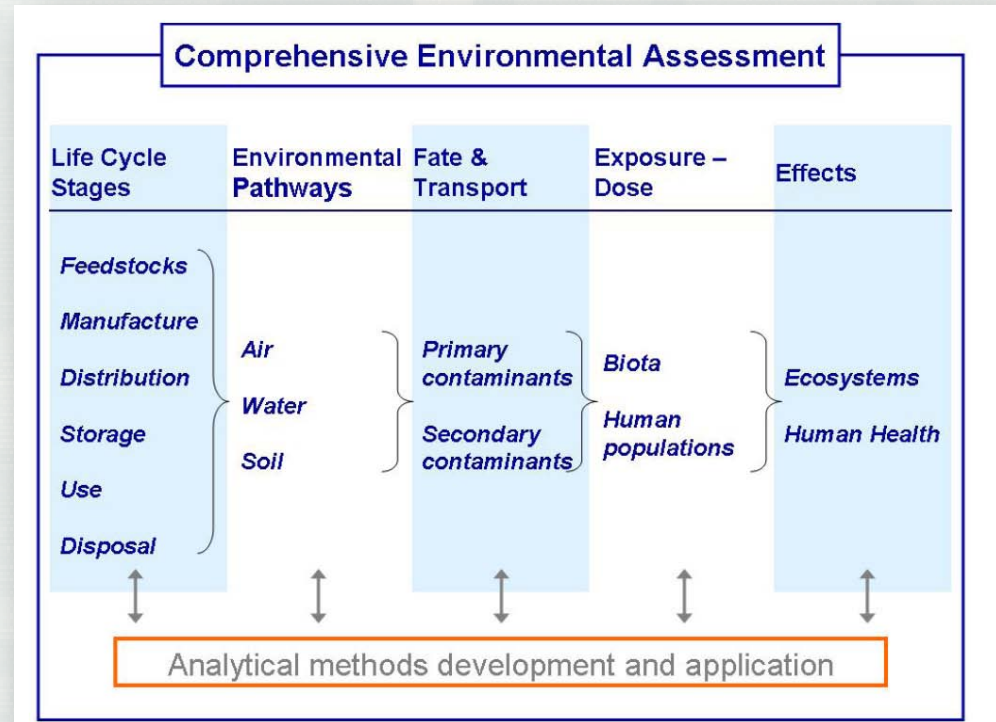 Comprehensive Environmental Assessment
Life Cycle
Stages
Environmental
Pathways
Fate &
Transport
Exposure –
Dose
Effects
Feedstocks
Manufacture
Distribution
Storage
Use
Disposal
Air
Water
Soil
Primary
contaminants
Secondary
contaminants
Biota
Human
populations
Ecosystems
Human Health
Analytical methods development and application